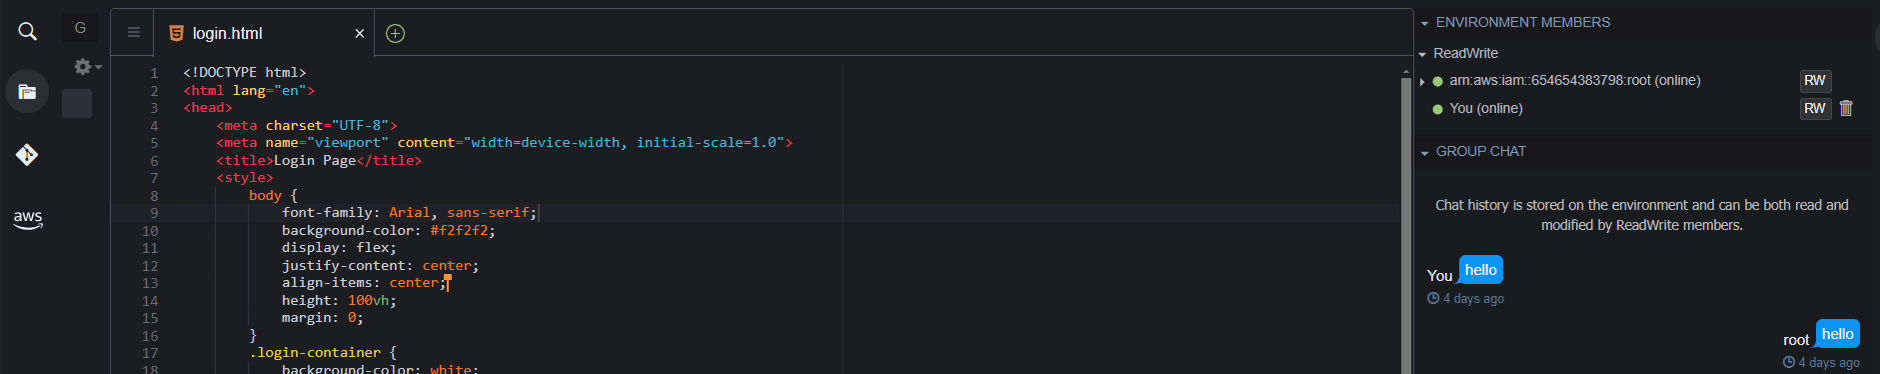 G
login.html
1 <!DOCTYPE html>
2 <html lang="en">
3 <head>
4 <meta charset="UTF-8">
5 <meta name="viewport" content="width=device-width, initial-scale=1.0">
6 <title>Login Page</title>
7 <style>
8 body {
9 font-family: Arial, sans-serif;
10 background-color: #f2f2f2;
11 display: flex;
12 justify-content: center;
13 align-items: center;
14 height: 100vh;
15 margin: 0;
16 }
17 .login-container {
18 background-color: white;
aws
ENVIRONMENT MEMBERS
ReadWrite
arn:aws:iam::654654383798:root (online) RW
You (online) RW
GROUP CHAT
Chat history is stored on the environment and can be both read and
modified by ReadWrite members.
You hello
4 days ago
root hello
4 days ago